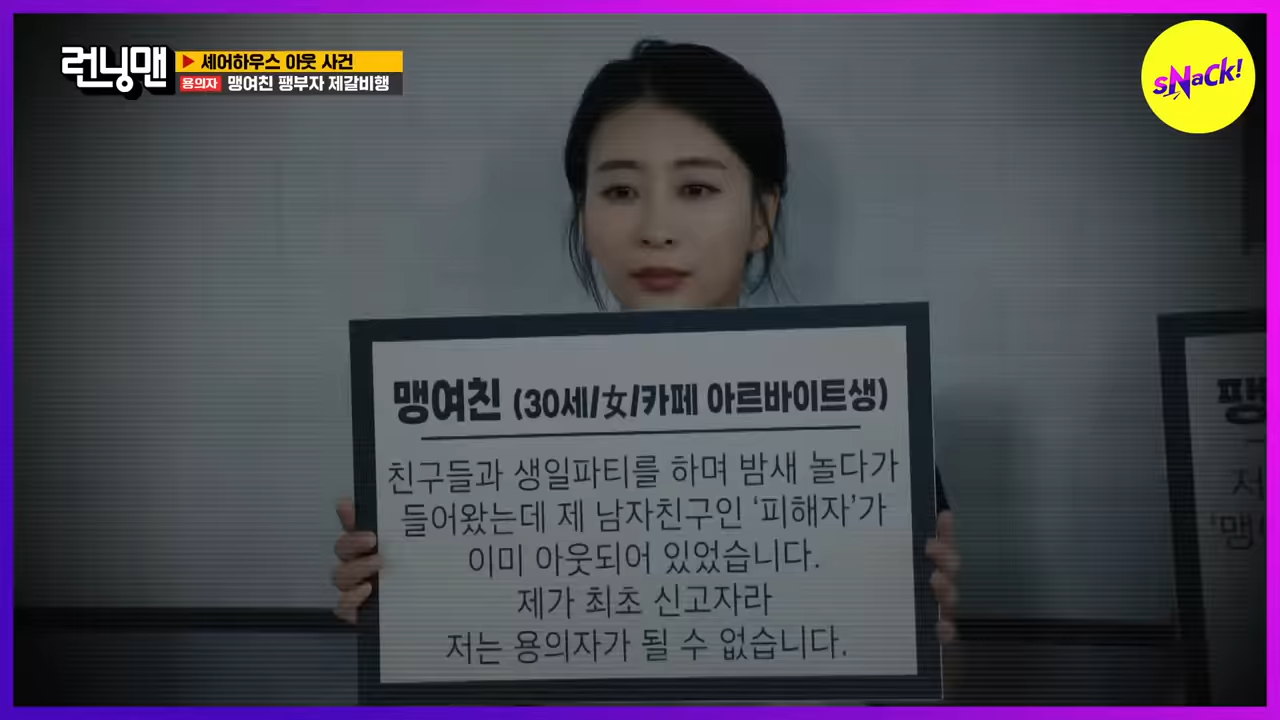 런닝맨
▶ 셰어하우스 아웃 사건
용의자 맹여친 팽부자 제갈비행
sNaCk!
맹여친 (30세/女/카페 아르바이트생)
친구들과 생일파티를 하며 밤새 놀다가
들어왔는데 제 남자친구인 ‘피해자’가
이미 아웃되어 있었습니다.
제가 최초 신고자라
저는 용의자가 될 수 없습니다.
팽
저
‘맹